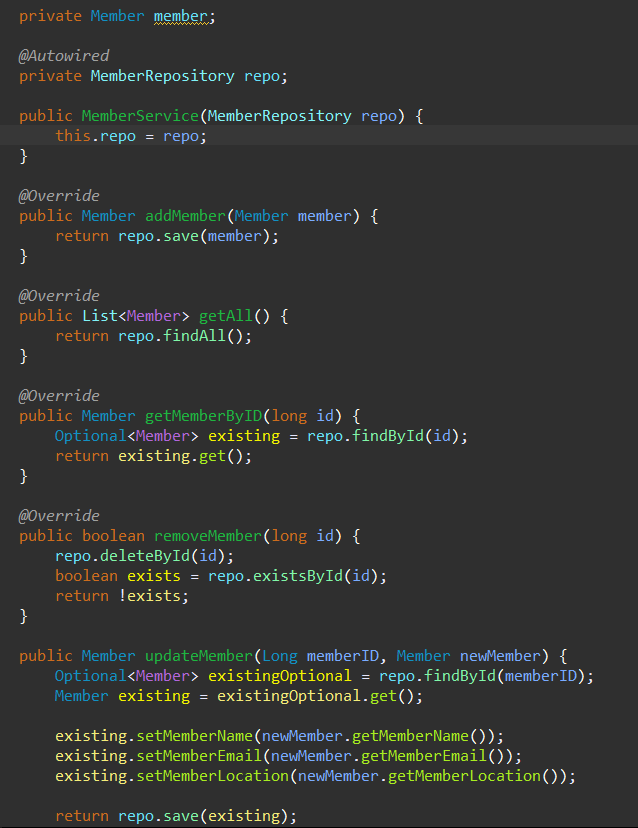 private Member member;
@Autowired
private MemberRepository repo;
public MemberService(MemberRepository repo) {
this.repo = repo;
}
@Override
public Member addMember(Member member) {
return repo.save(member);
}
@Override
public List<Member> getAll() {
return repo.findAll();
}
@Override
public Member getMemberByID(long id) {
Optional<Member> existing = repo.findById(id);
return existing.get();
}
@Override
public boolean removeMember(long id) {
repo.deleteById(id);
boolean exists = repo.existsById(id);
return !exists;
}
public Member updateMember(Long memberID, Member newMember) {
Optional<Member> existingOptional = repo.findById(memberID);
Member existing = existingOptional.get();
existing.setMemberName(newMember.getMemberName());
existing.setMemberEmail(newMember.getMemberEmail());
existing.setMemberLocation(newMember.getMemberLocation());
return repo.save(existing);